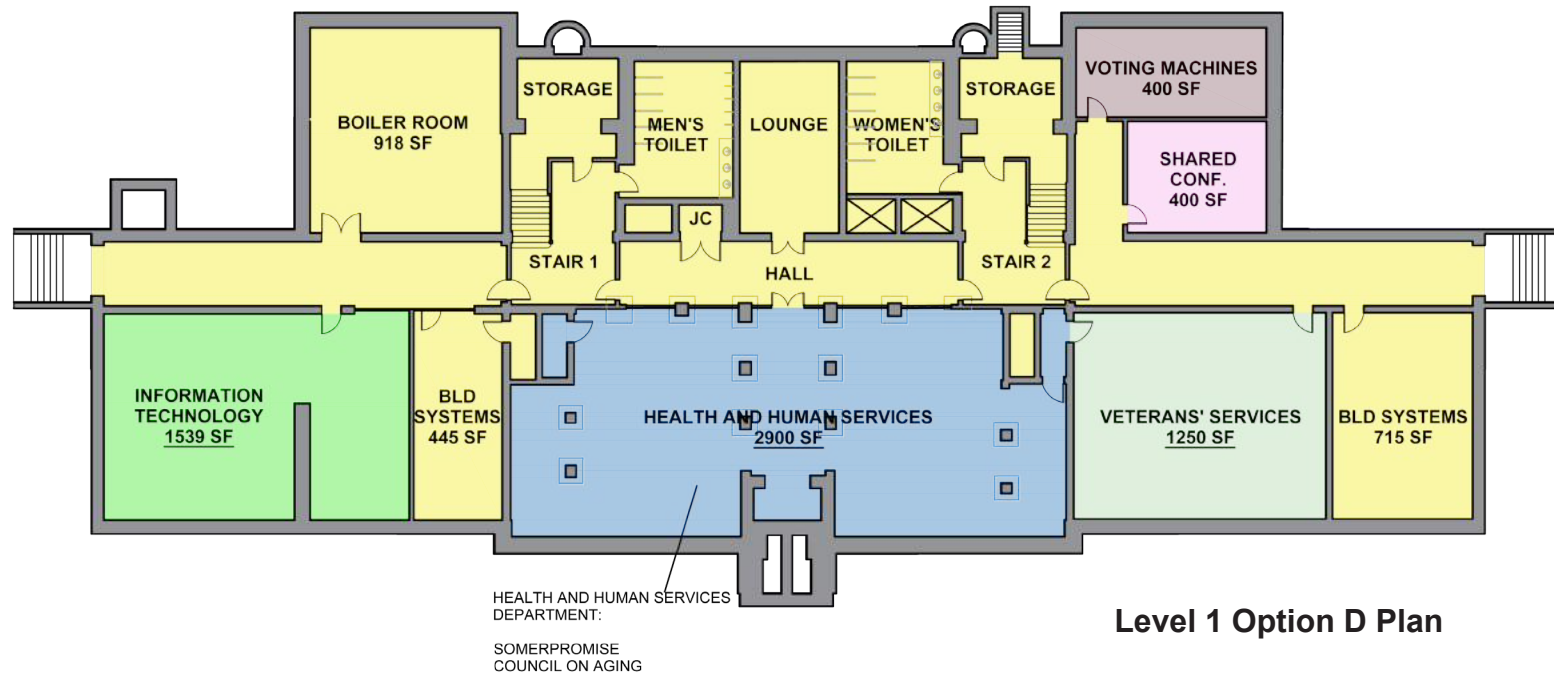 BOILER ROOM
918 SF
STORAGE
MEN'S
TOILET
LOUNGE
WOMEN'S
TOILET
STORAGE
VOTING MACHINES
400 SF
SHARED
CONF.
400 SF
JC
STAIR 1
HALL
STAIR 2
INFORMATION
TECHNOLOGY
1539 SF
BLD
SYSTEMS
445 SF
HEALTH AND HUMAN SERVICES
2900 SF
VETERANS' SERVICES
1250 SF
BLD SYSTEMS
715 SF
HEALTH AND HUMAN SERVICES
DEPARTMENT:
SOMERPROMISE
COUNCIL ON AGING
Level 1 Option D Plan